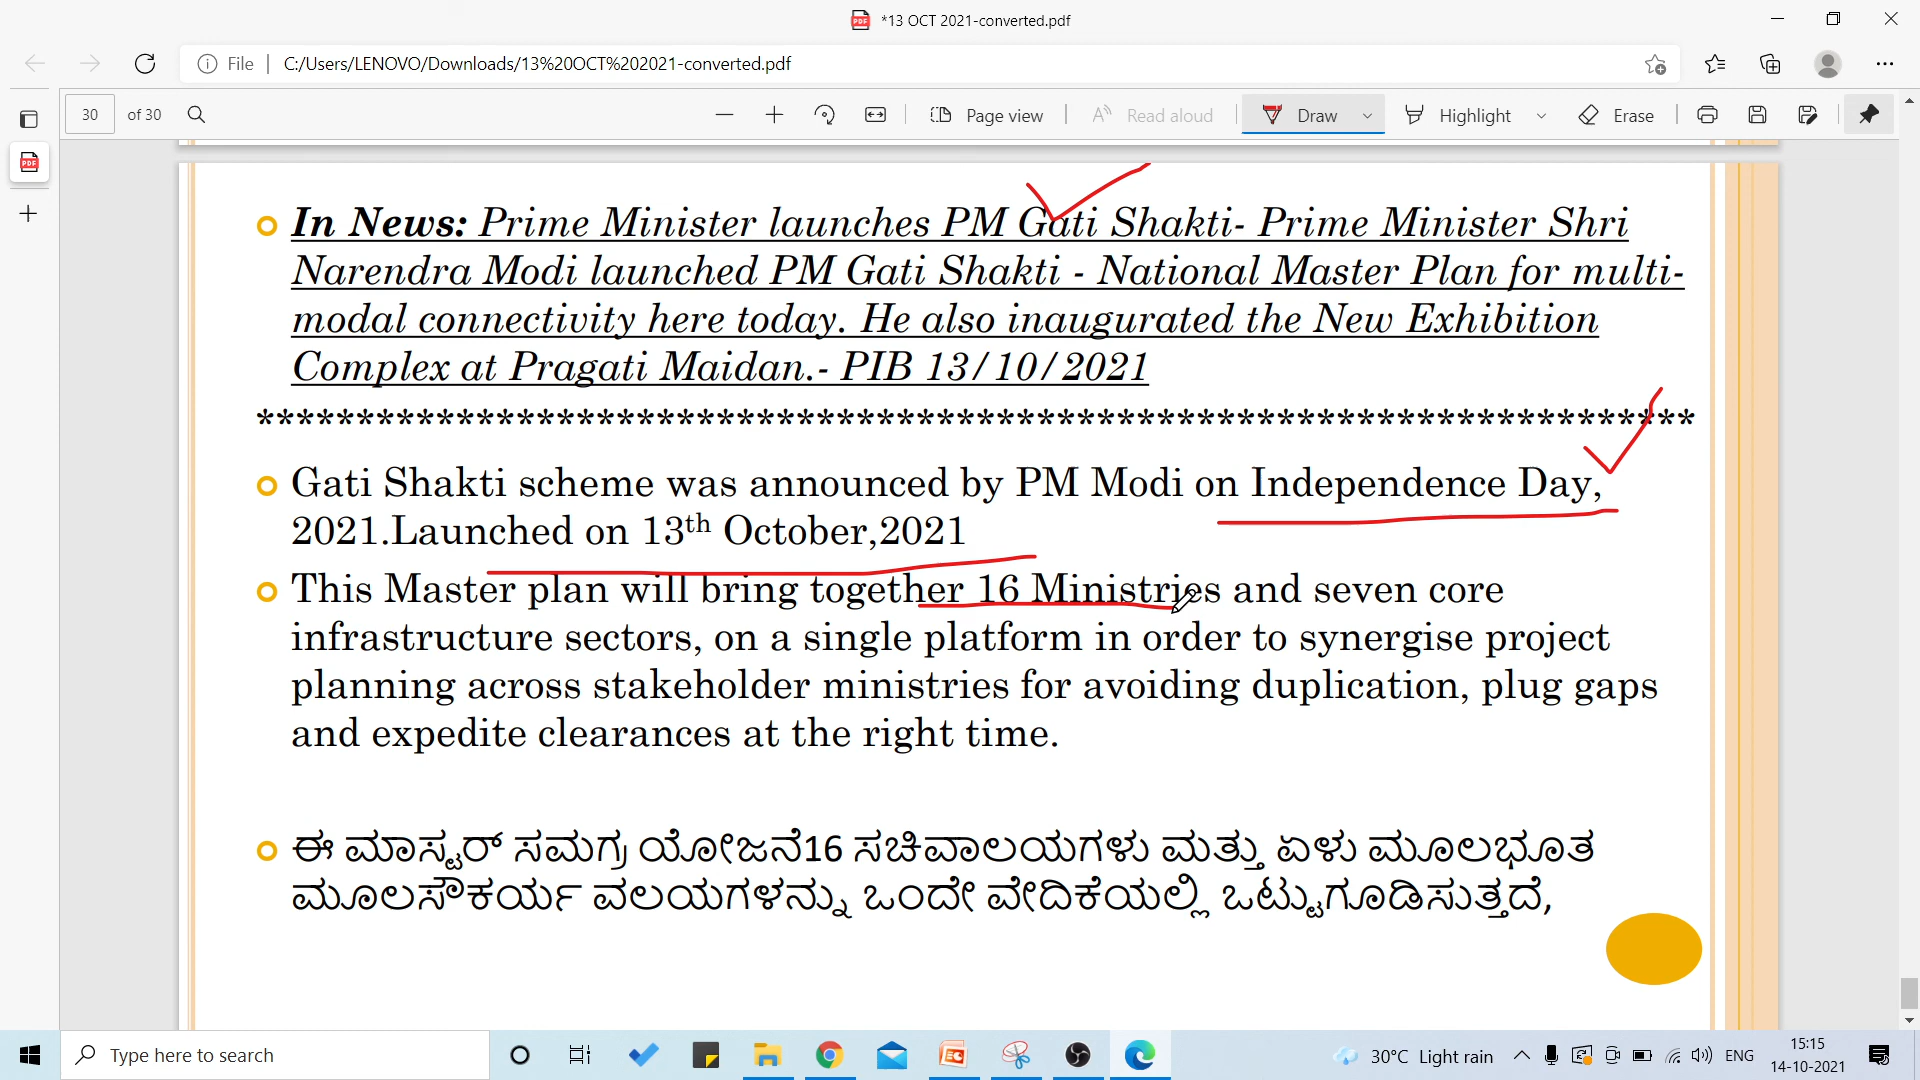 *13 OCT 2021-converted.pdf
File
C:/Users/LENOVO/Downloads/13%20OCT%202021-converted.pdf
30 of 30
Page view
Read aloud
Draw
Highlight
Erase
In News: Prime Minister launches PM Gati Shakti- Prime Minister Shri
Narendra Modi launched PM Gati Shakti - National Master Plan for multi-
modal connectivity here today. He also inaugurated the New Exhibition
Complex at Pragati Maidan.- PIB 13/10/2021
***************************************************************************
Gati Shakti scheme was announced by PM Modi on Independence Day,
2021.Launched on 13th October,2021
This Master plan will bring together 16 Ministries and seven core
infrastructure sectors, on a single platform in order to synergise project
planning across stakeholder ministries for avoiding duplication, plug gaps
and expedite clearances at the right time.
ಈ ಮಾಸ್ಟರ್ ಸಮಗ್ರ ಯೋಜನೆ16 ಸಚಿವಾಲಯಗಳು ಮತ್ತು ಏಳು ಮೂಲಭೂತ
ಮೂಲಸೌಕರ್ಯ ವಲಯಗಳನ್ನು ಒಂದೇ ವೇದಿಕೆಯಲ್ಲಿ ಒಟ್ಟುಗೂಡಿಸುತ್ತದೆ,
Type here to search
30°C Light rain
ENG
15:15
14-10-2021